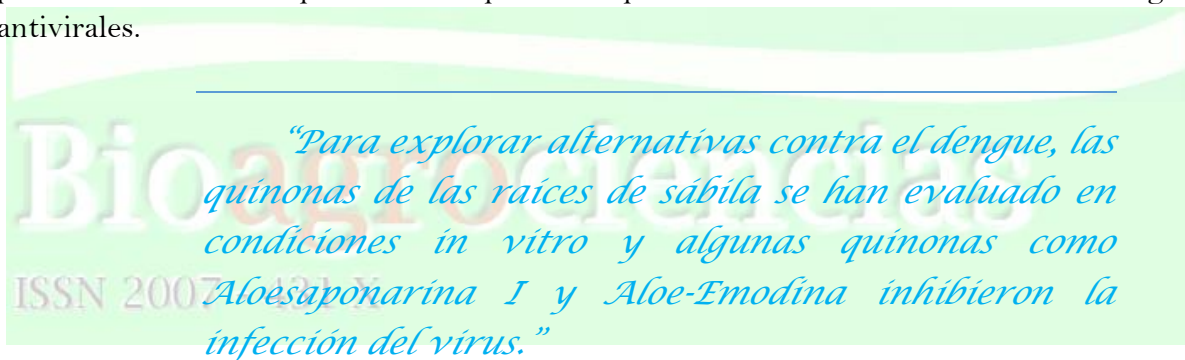 antivirales.
Bioagrociencias
“Para explorar alternativas contra el dengue, las
quinonas de las raíces de sábila se han evaluado en
condiciones in vitro y algunas quinonas como
ISSN 2007
Aloesaponarina I y Aloe-Emodina inhibieron la
infección del virus.”